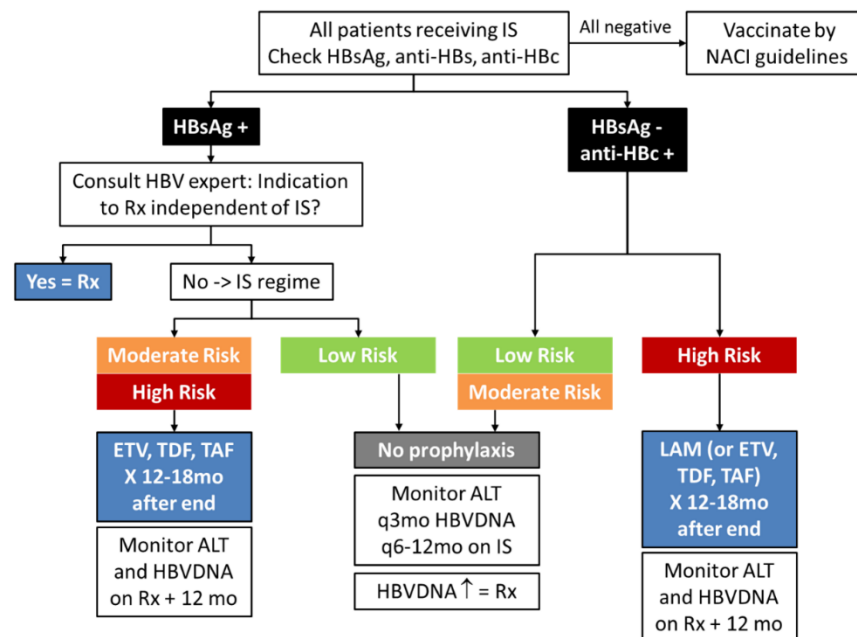 All patients receiving IS
Check HBsAg, anti-HBs, anti-HBc
All negative
Vaccinate by
NACI guidelines
HBsAg +
HBsAg -
anti-HBc +
Consult HBV expert: Indication
to Rx independent of IS?
Yes = Rx
No -> IS regime
Moderate Risk
High Risk
Low Risk
Low Risk
Moderate Risk
High Risk
ETV, TDF, TAF
X 12-18mo
after end
Monitor ALT
and HBVDNA
on Rx + 12 mo
No prophylaxis
Monitor ALT
q3mo HBVDNA
q6-12mo on IS
HBVDNA ↑ = Rx
LAM (or ETV,
TDF, TAF)
X 12-18mo
after end
Monitor ALT
and HBVDNA
on Rx + 12 mo